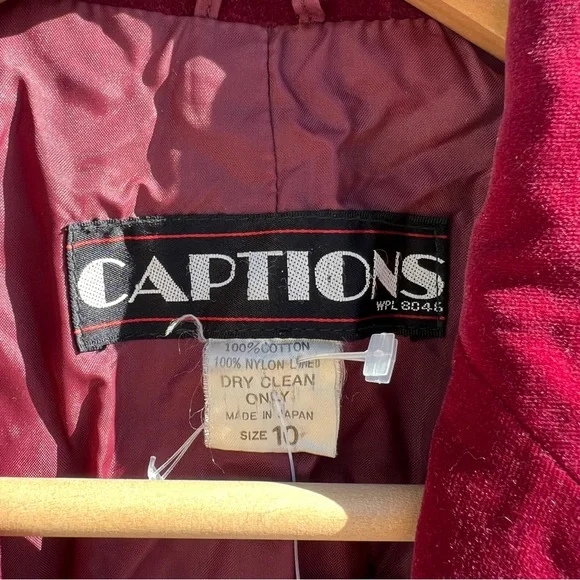 CAPTIONS
WPL 8046
100% COTTON
100% NYLON LINED
DRY CLEAN
ONLY
MADE IN JAPAN
SIZE 10